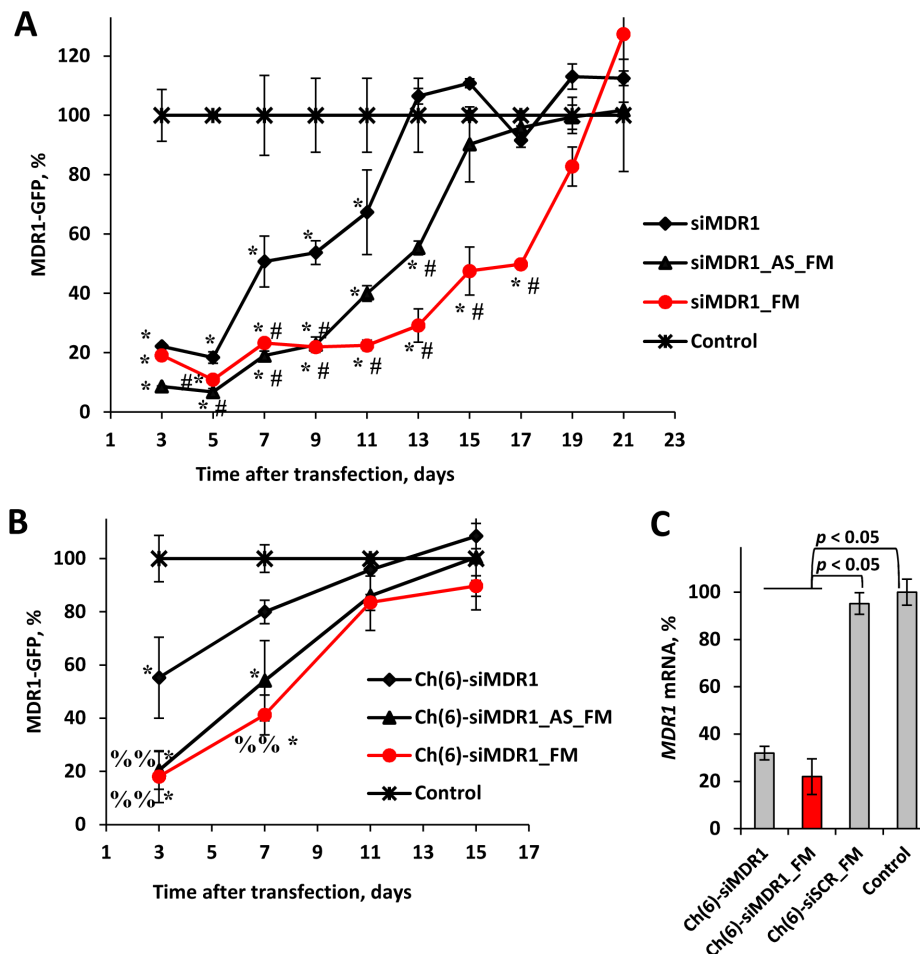 A
MDR1-GFP, %
120
100
80
60
40
20
0
1 3 5 7 9 11 13 15 17 19 21 23
Time after transfection, days
* * * * * * * * #
* # * # * # * # * # * # * #
* #* * # * #
siMDR1
siMDR1_AS_FM
siMDR1_FM
Control
B
MDR1-GFP, %
100
80
60
40
20
0
1 3 5 7 9 11 13 15 17
Time after transfection, days
* *
%% * %% *
%% *
Ch(6)-siMDR1
Ch(6)-siMDR1_AS_FM
Ch(6)-siMDR1_FM
Control
C
p < 0.05
p < 0.05
MDR1 mRNA, %
100
80
60
40
20
0
Ch(6)-siMDR1
Ch(6)-siMDR1_FM
Ch(6)-siSCR_FM
Control